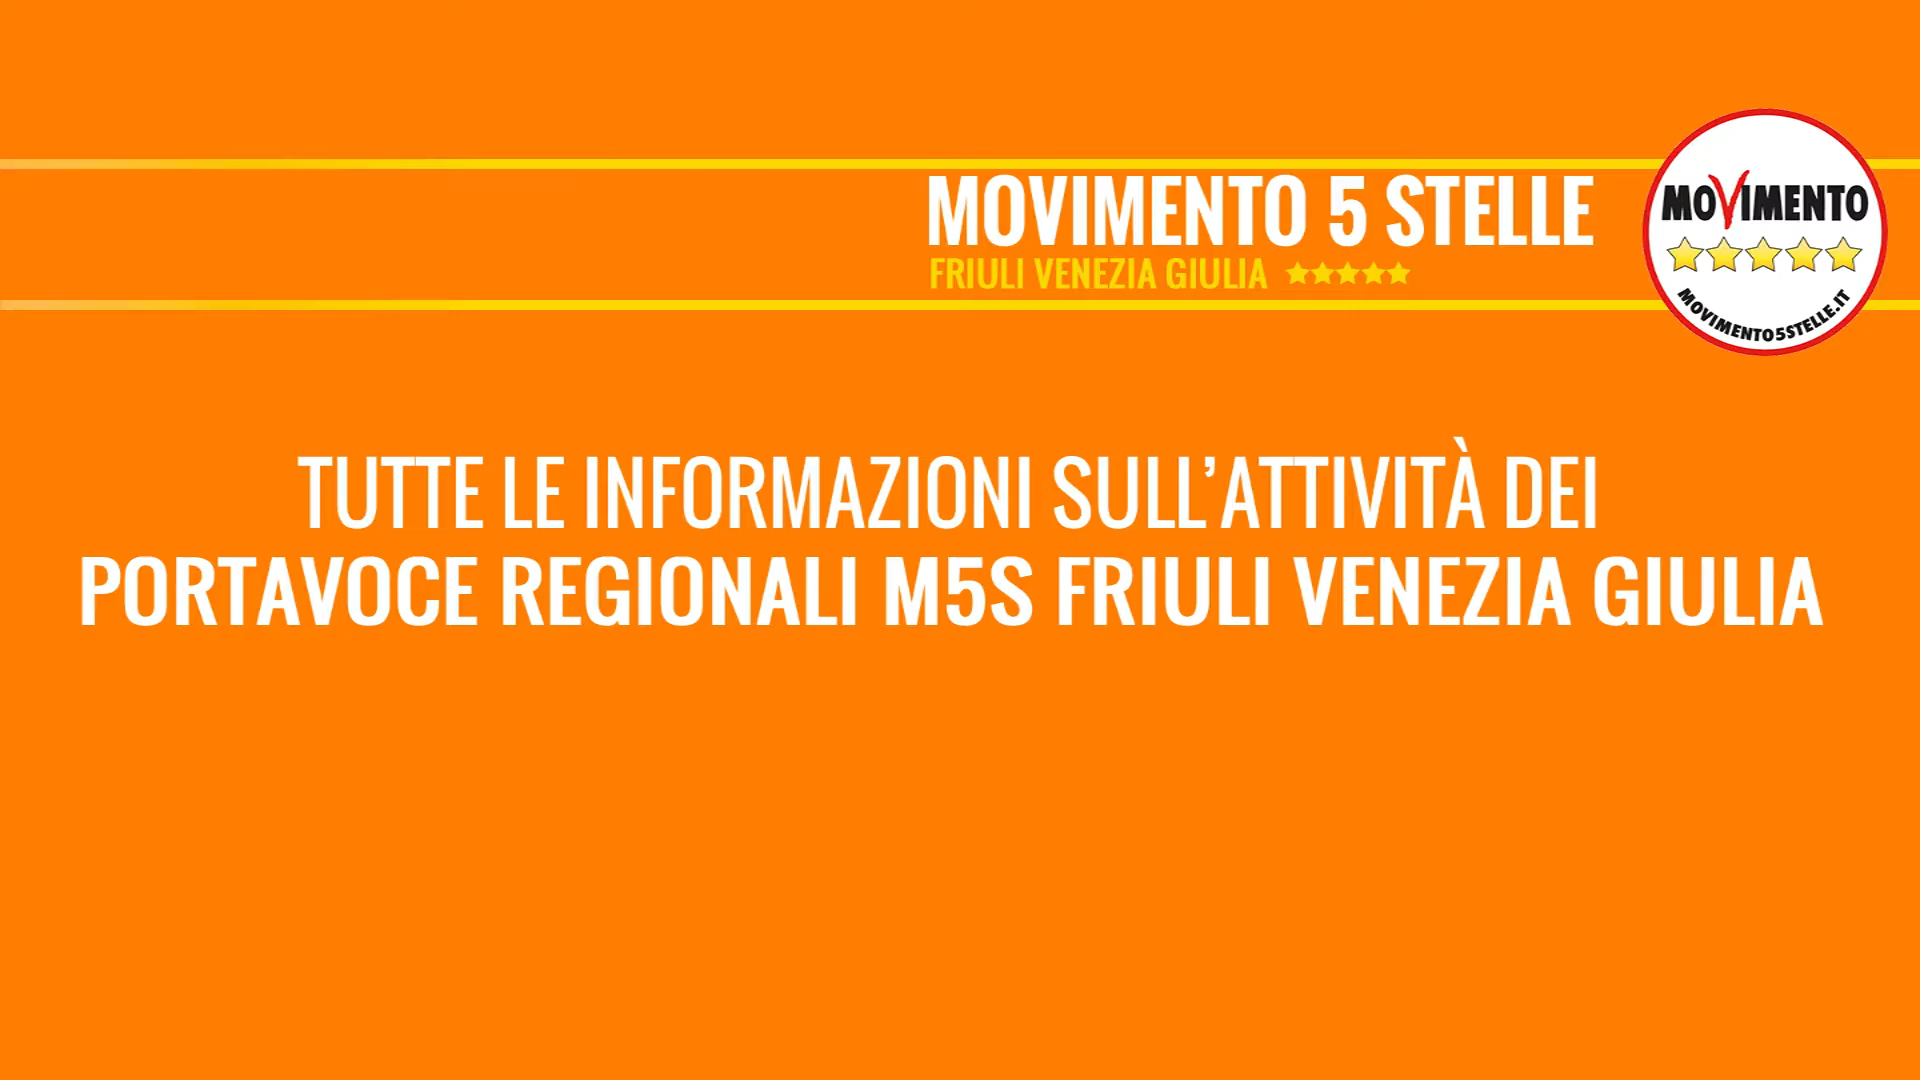 MOVIMENTO 5 STELLE
FRIULI VENEZIA GIULIA
MOVIMENTO
MOVIMENTO5STELLE.IT
TUTTE LE INFORMAZIONI SULL’ATTIVITÀ DEI
PORTAVOCE REGIONALI M5S FRIULI VENEZIA GIULIA